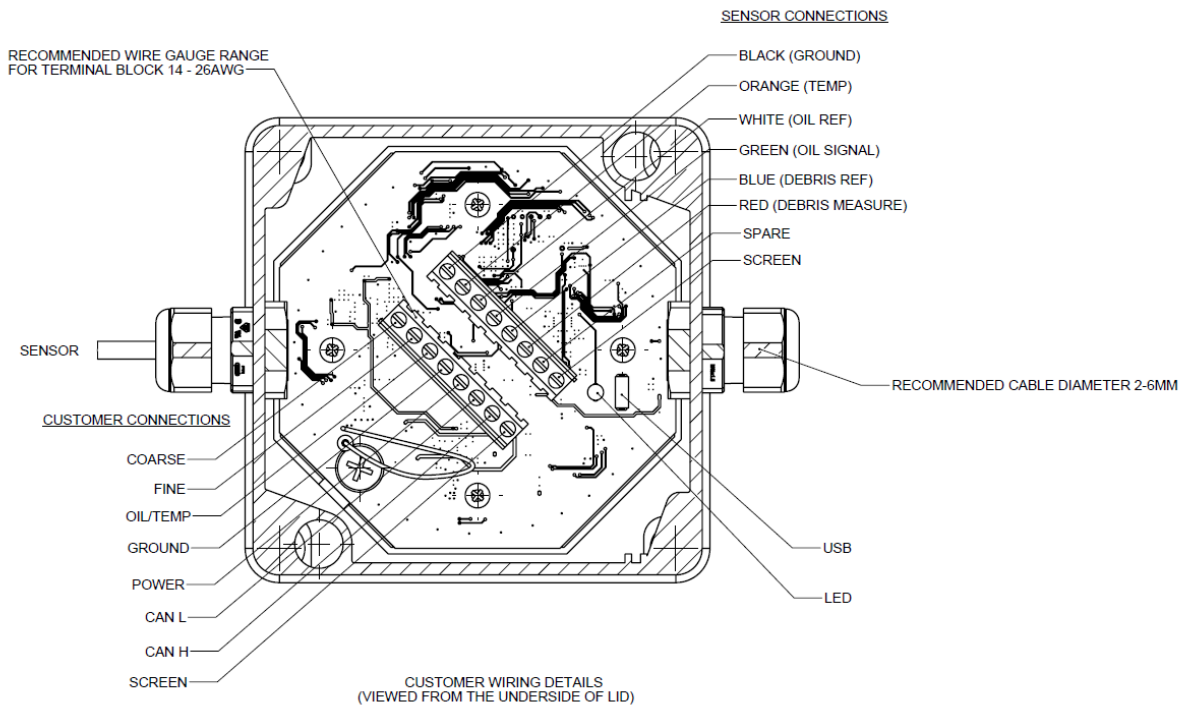 SENSOR CONNECTIONS
RECOMMENDED WIRE GAUGE RANGE
FOR TERMINAL BLOCK 14 - 26AWG
BLACK (GROUND)
ORANGE (TEMP)
WHITE (OIL REF)
GREEN (OIL SIGNAL)
BLUE (DEBRIS REF)
RED (DEBRIS MEASURE)
SPARE
SCREEN
SENSOR
RECOMMENDED CABLE DIAMETER 2-6MM
CUSTOMER CONNECTIONS
COARSE
FINE
OIL/TEMP
GROUND
POWER
CAN L
CAN H
SCREEN
USB
LED
CUSTOMER WIRING DETAILS
(VIEWED FROM THE UNDERSIDE OF LID)